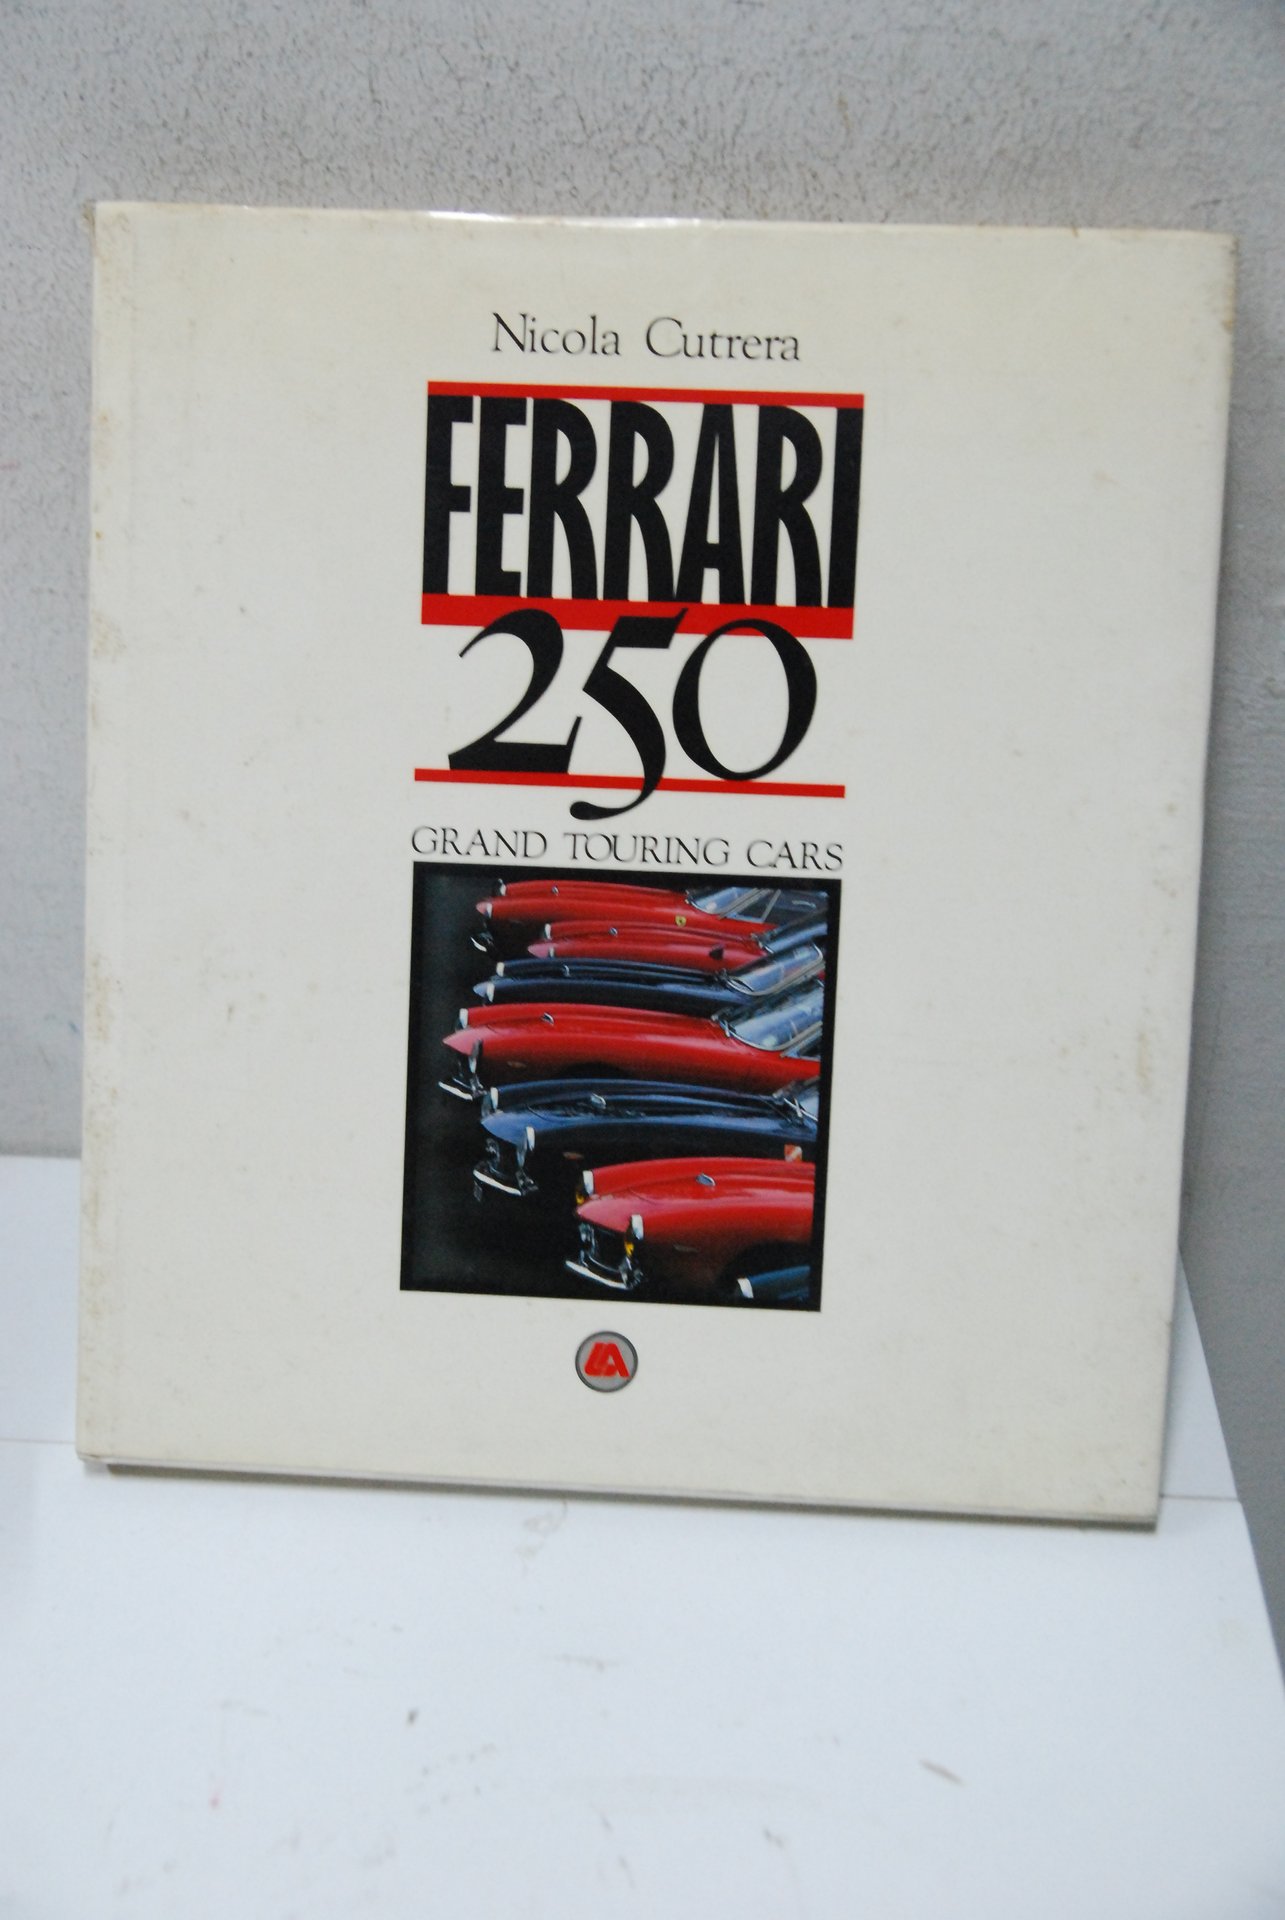 Nicola Cutrera
FERRARI
250
GRAND TOURING CARS